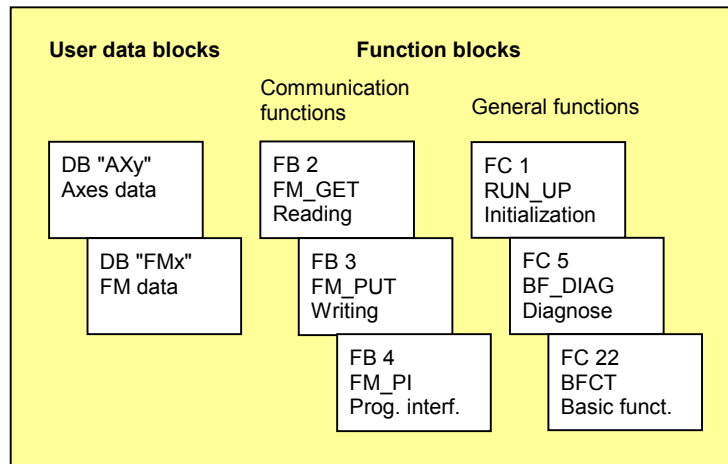 User data blocks
Function blocks
Communication
functions
General functions
DB "AXy"
Axes data
DB "FMx"
FM data
FB 2
FM_GET
Reading
FB 3
FM_PUT
Writing
FB 4
FM_PI
Prog. interf.
FC 1
RUN_UP
Initialization
FC 5
BF_DIAG
Diagnose
FC 22
BFCT
Basic funct.